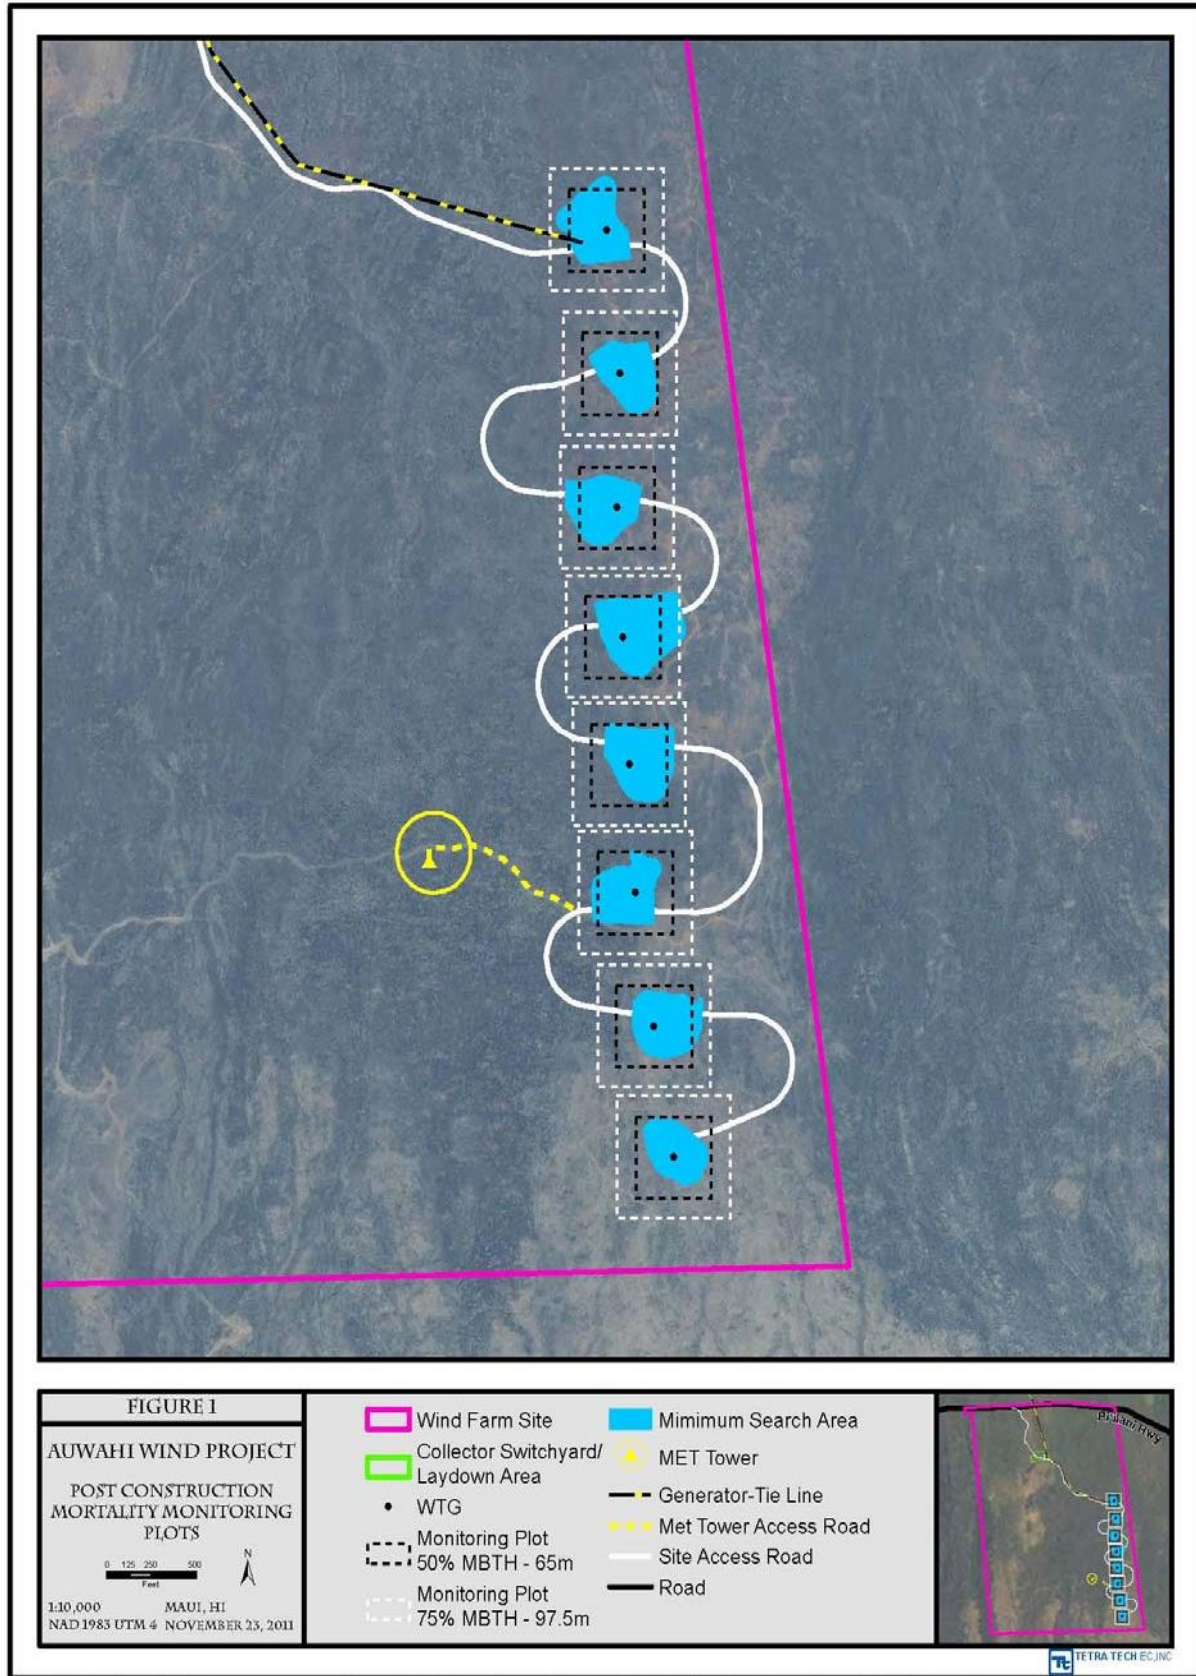 FIGURE 1
AUWAHI WIND PROJECT
POST CONSTRUCTION
MORTALITY MONITORING
PLOTS
0 125 250 500
Feet
N
1:10,000 MAUI, HI
NAD 1983 UTM 4 NOVEMBER 23, 2011
Wind Farm Site
Collector Switchyard/
Laydown Area
WTG
Monitoring Plot
50% MBTH - 65m
Monitoring Plot
75% MBTH - 97.5m
Mimimum Search Area
MET Tower
Generator-Tie Line
Met Tower Access Road
Site Access Road
Road
Piilani Hwy
TETRA TECH EC,INC